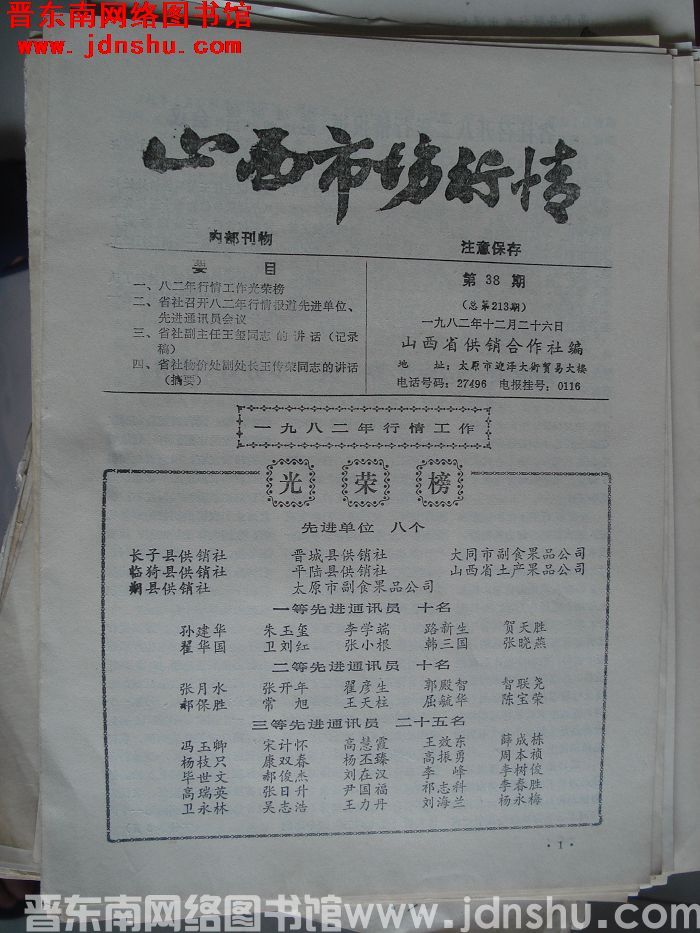 晋东南网络图书馆
www.jdnshu.com
山西市场行情
内部刊物
注意保存
要 目
一、八二年行情工作光荣榜
二、省社召开八二年行情报道先进单位、
先进通讯员会议
三、省社副主任王玺同志的讲话(记录
稿)
四、省社物价处副处长王传荣同志的讲话
(摘要)
第38期
(总第213期)
一九八二年十二月二十六日
山西省供销合作社编
地 址:太原市迎泽大街贸易大楼
电话号码:27496 电报挂号:0116
一九八二年行情工作
光 荣 榜
先进单位 八个
长子县供销社 晋城县供销社 大同市副食果品公司
临猗县供销社 平陆县供销社 山西省土产果品公司
朔县供销社 太原市副食果品公司
一等先进通讯员 十名
孙建华 朱玉玺 李学瑞 路新生 贺天胜
翟华国 卫刘红 张小根 韩三国 张晓燕
二等先进通讯员 十名
张月水 张开年 翟彦生 郭殿智 智联尧
郝保胜 常 旭 王天柱 屈毓华 陈宝荣
三等先进通讯员 二十五名
冯玉卿 宋计怀 高慧霞 王效东 薛成栋
杨枝只 康双春 杨丕臻 高振勇 周本祯
毕世文 郝俊杰 刘在汉 李 峰 李树俊
高瑞英 张日升 尹国福 祁志科 李春胜
卫永林 吴志浩 王力丹 刘海兰 杨永梅
·1·
晋东南网络图书馆www.jdnshu.com